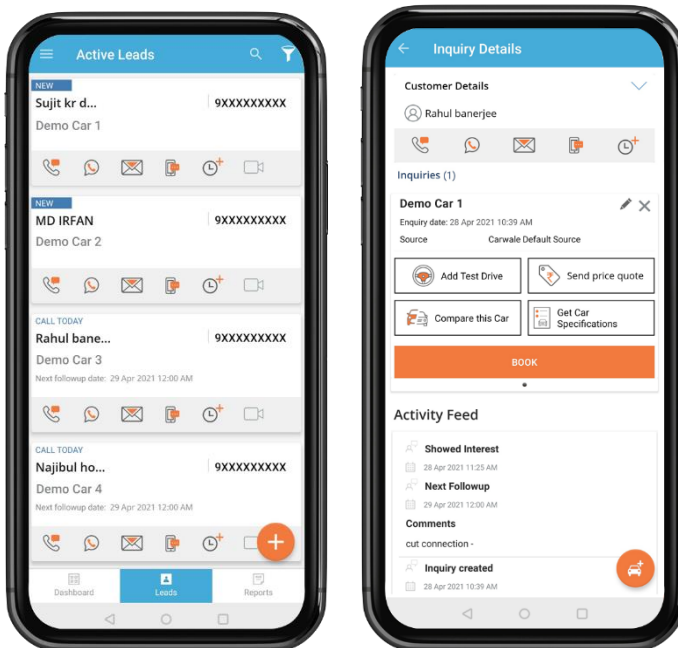 Active Leads
NEW
Sujit kr d...
9XXXXXXXXX
Demo Car 1
NEW
MD IRFAN
9XXXXXXXXX
Demo Car 2
CALL TODAY
Rahul bane...
9XXXXXXXXX
Demo Car 3
Next followup date: 29 Apr 2021 12:00 AM
CALL TODAY
Najibul ho...
9XXXXXXXXX
Demo Car 4
Next followup date: 29 Apr 2021 12:00 AM
Dashboard
Leads
Reports
Inquiry Details
Customer Details
Rahul banerjee
Inquiries (1)
Demo Car 1
Enquiry date: 28 Apr 2021 10:39 AM
Source Carwale Default Source
Add Test Drive
Send price quote
Compare this Car
Get Car
Specifications
BOOK
Activity Feed
Showed Interest
28 Apr 2021 11:25 AM
Next Followup
29 Apr 2021 12:00 AM
Comments
cut connection -
Inquiry created
28 Apr 2021 10:39 AM